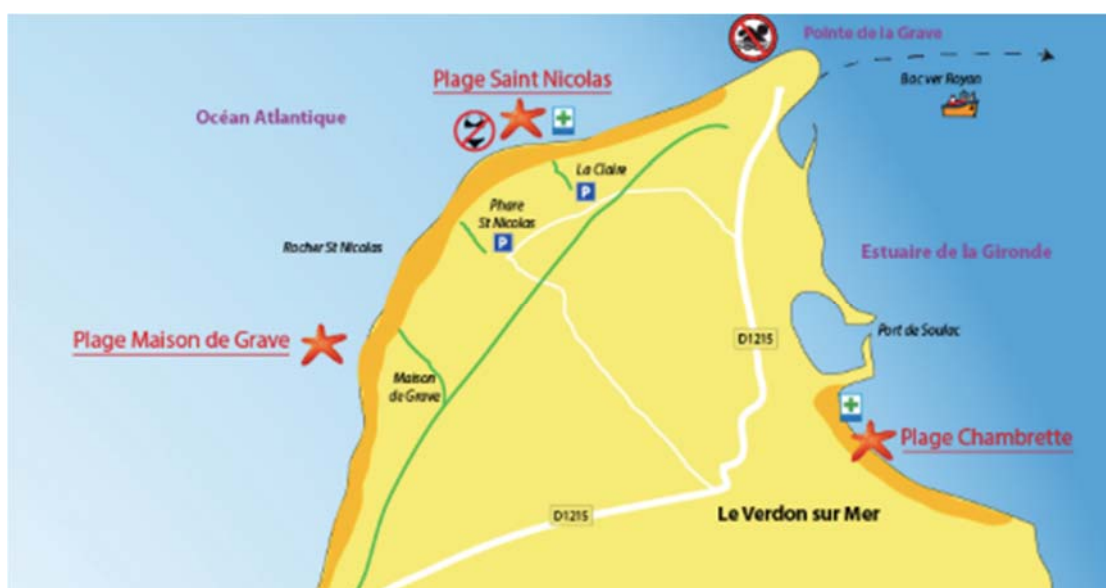 Pointe de la Grave
Plage Saint Nicolas
Bac ver Royan
Océan Atlantique
La Claire
P
Phare
St Nicolas
P
Rocher St Nicolas
Estuaire de la Gironde
Plage Maison de Grave
D1215
Port de Soulac
Maison
de Grave
Plage Chambrette
D1215
Le Verdon sur Mer